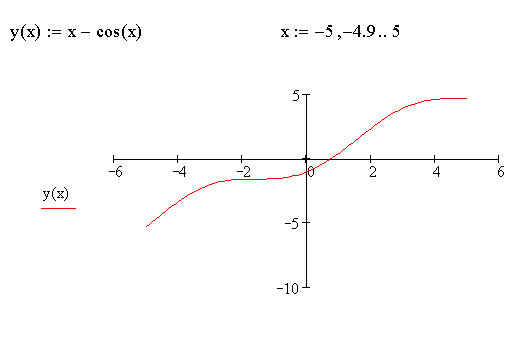 y(x) := x − cos(x) x := −5 , −4.9 .. 5
5
−6 −4 −2 0 2 4 6
y(x)
−5
−10